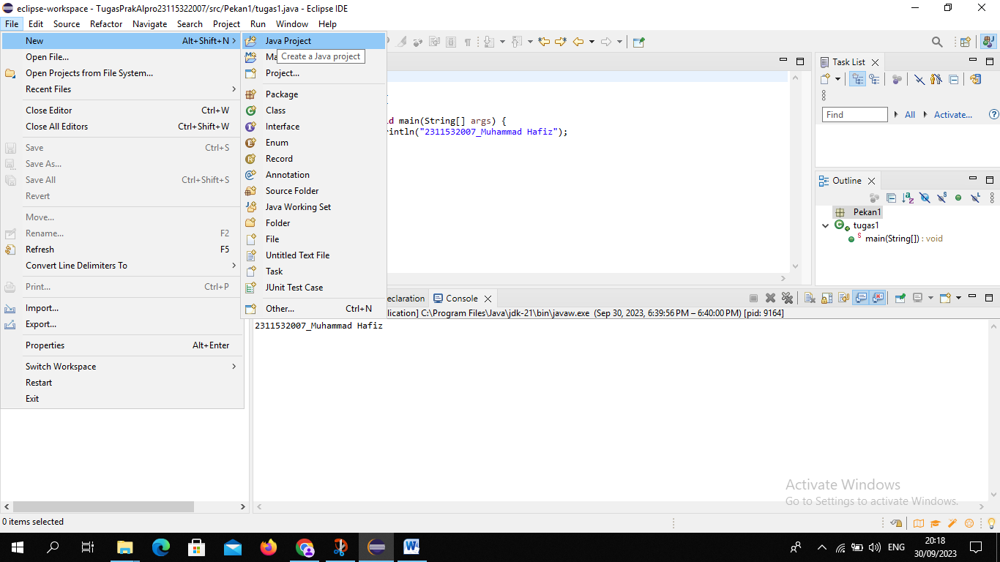 eclipse-workspace - TugasPrakAlpro23115322007/src/Pekan1/tugas1.java - Eclipse IDE
File Edit Source Refactor Navigate Search Project Run Window Help
New Alt+Shift+N
Open File...
Open Projects from File System...
Recent Files
Close Editor Ctrl+W
Close All Editors Ctrl+Shift+W
Save Ctrl+S
Save As...
Save All Ctrl+Shift+S
Revert
Move...
Rename... F2
Refresh F5
Convert Line Delimiters To
Print... Ctrl+P
Import...
Export...
Properties Alt+Enter
Switch Workspace
Restart
Exit
Java Project
Ma
Create a Java project
Project...
Package
Class
Interface
Enum
Record
Annotation
Source Folder
Java Working Set
Folder
File
Untitled Text File
Task
JUnit Test Case
Other... Ctrl+N
id main(String[] args) {
intln("2311532007_Muhammad Hafiz");
Task List
Find All Activate...
Outline
Pekan1
tugas1
main(String[]) : void
eclaration Console
lication] C:\Program Files\Java\jdk-21\bin\javaw.exe (Sep 30, 2023, 6:39:56 PM – 6:40:00 PM) [pid: 9164]
2311532007_Muhammad Hafiz
Activate Windows
Go to Settings to activate Windows.
0 items selected
ENG
20:18
30/09/2023